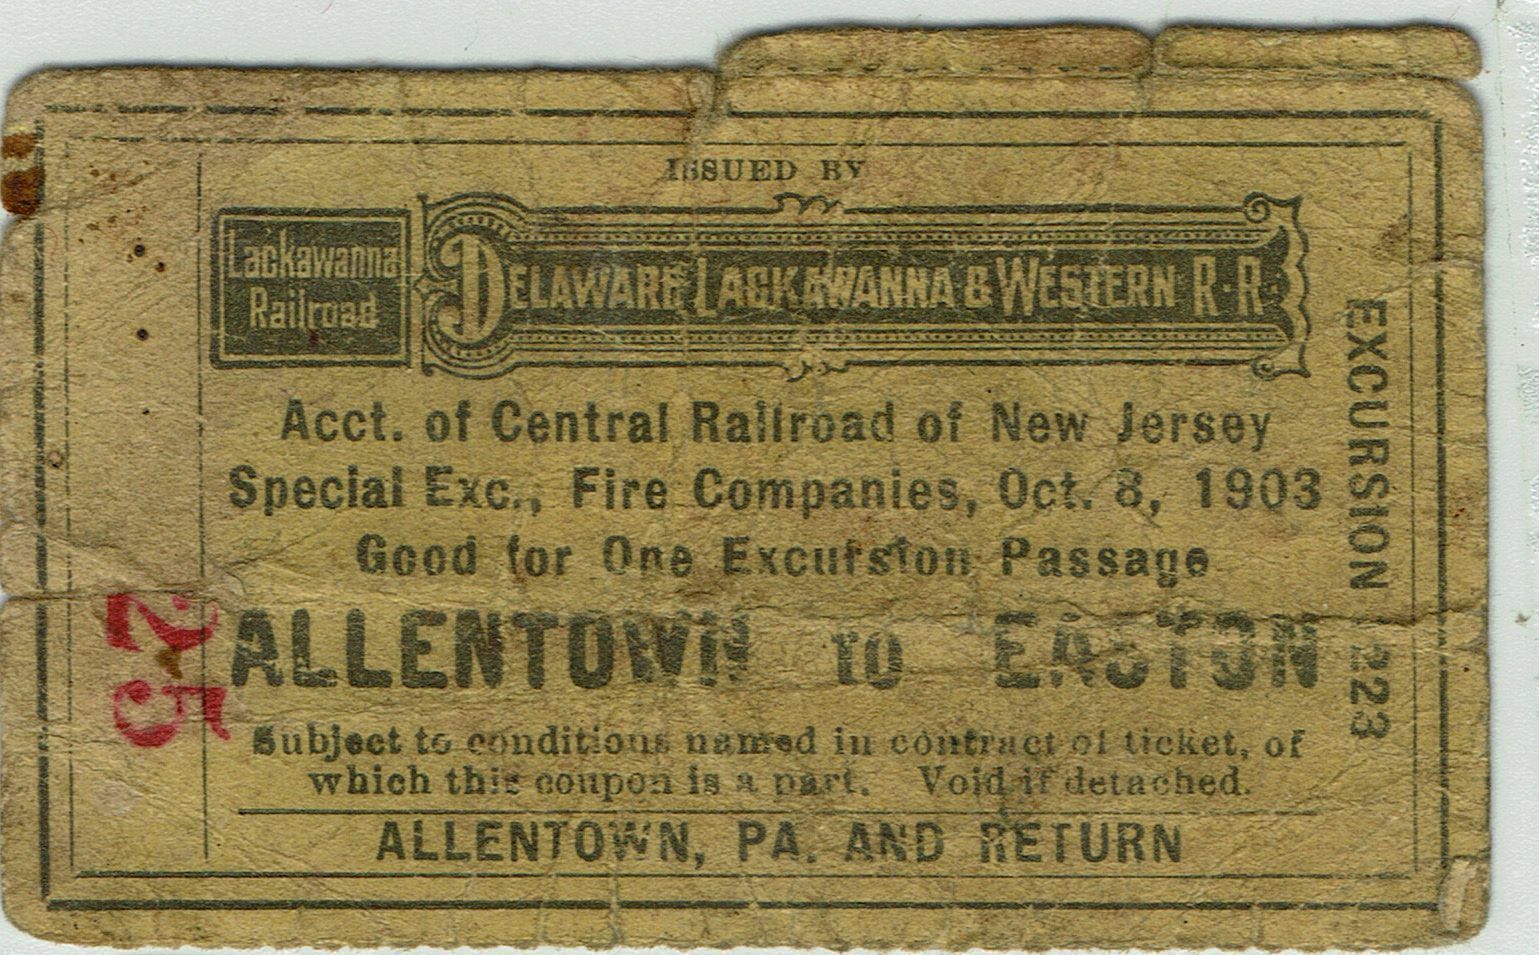 ISSUED BY
Lackawanna
Railroad
DELAWARE, LACKAWANNA & WESTERN R. R.
Acct. of Central Railroad of New Jersey
Special Exc., Fire Companies, Oct. 8, 1903
Good for One Excursion Passage
ALLENTOWN TO EASTON
Subject to conditions named in contract of ticket, of
which this coupon is a part. Void if detached.
ALLENTOWN, PA. AND RETURN
EXCURSION 223
25